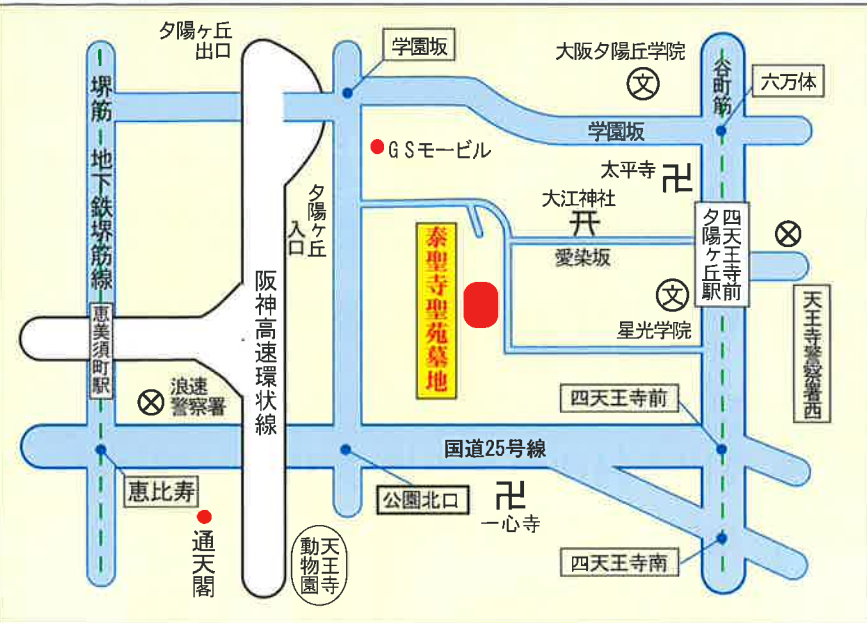 夕陽ヶ丘
出口
学園坂
大阪夕陽丘学院
文
谷町筋
六万体
堺筋
学園坂
GSモービル
太平寺
大江神社
地下鉄堺筋線
夕陽ヶ丘
入口
愛染坂
四天王寺前
夕陽ヶ丘駅
泰聖寺聖苑墓地
阪神高速環状線
文
星光学院
天王寺警察署西
恵美須町駅
浪速
警察署
四天王寺前
国道25号線
恵比寿
公園北口
卍
一心寺
通天閣
天王寺
動物園
四天王寺南
卍